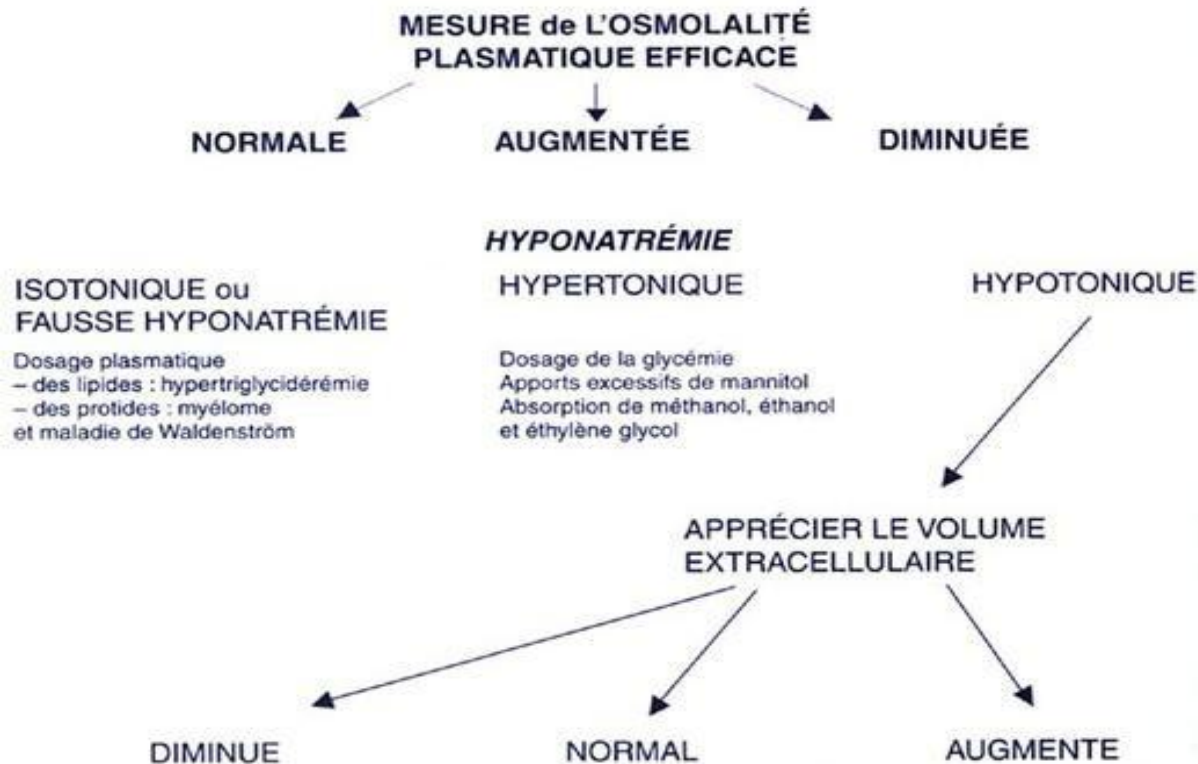 MESURE de L'OSMOLALITÉ
PLASMATIQUE EFFICACE
NORMALE
AUGMENTÉE
DIMINUÉE
HYPONATRÉMIE
ISOTONIQUE ou
FAUSSE HYPONATRÉMIE
Dosage plasmatique
– des lipides : hypertriglycidérémie
– des protides : myélome
et maladie de Waldenström
HYPERTONIQUE
Dosage de la glycémie
Apports excessifs de mannitol
Absorption de méthanol, éthanol
et éthylène glycol
HYPOTONIQUE
APPRÉCIER LE VOLUME
EXTRACELLULAIRE
DIMINUE
NORMAL
AUGMENTE